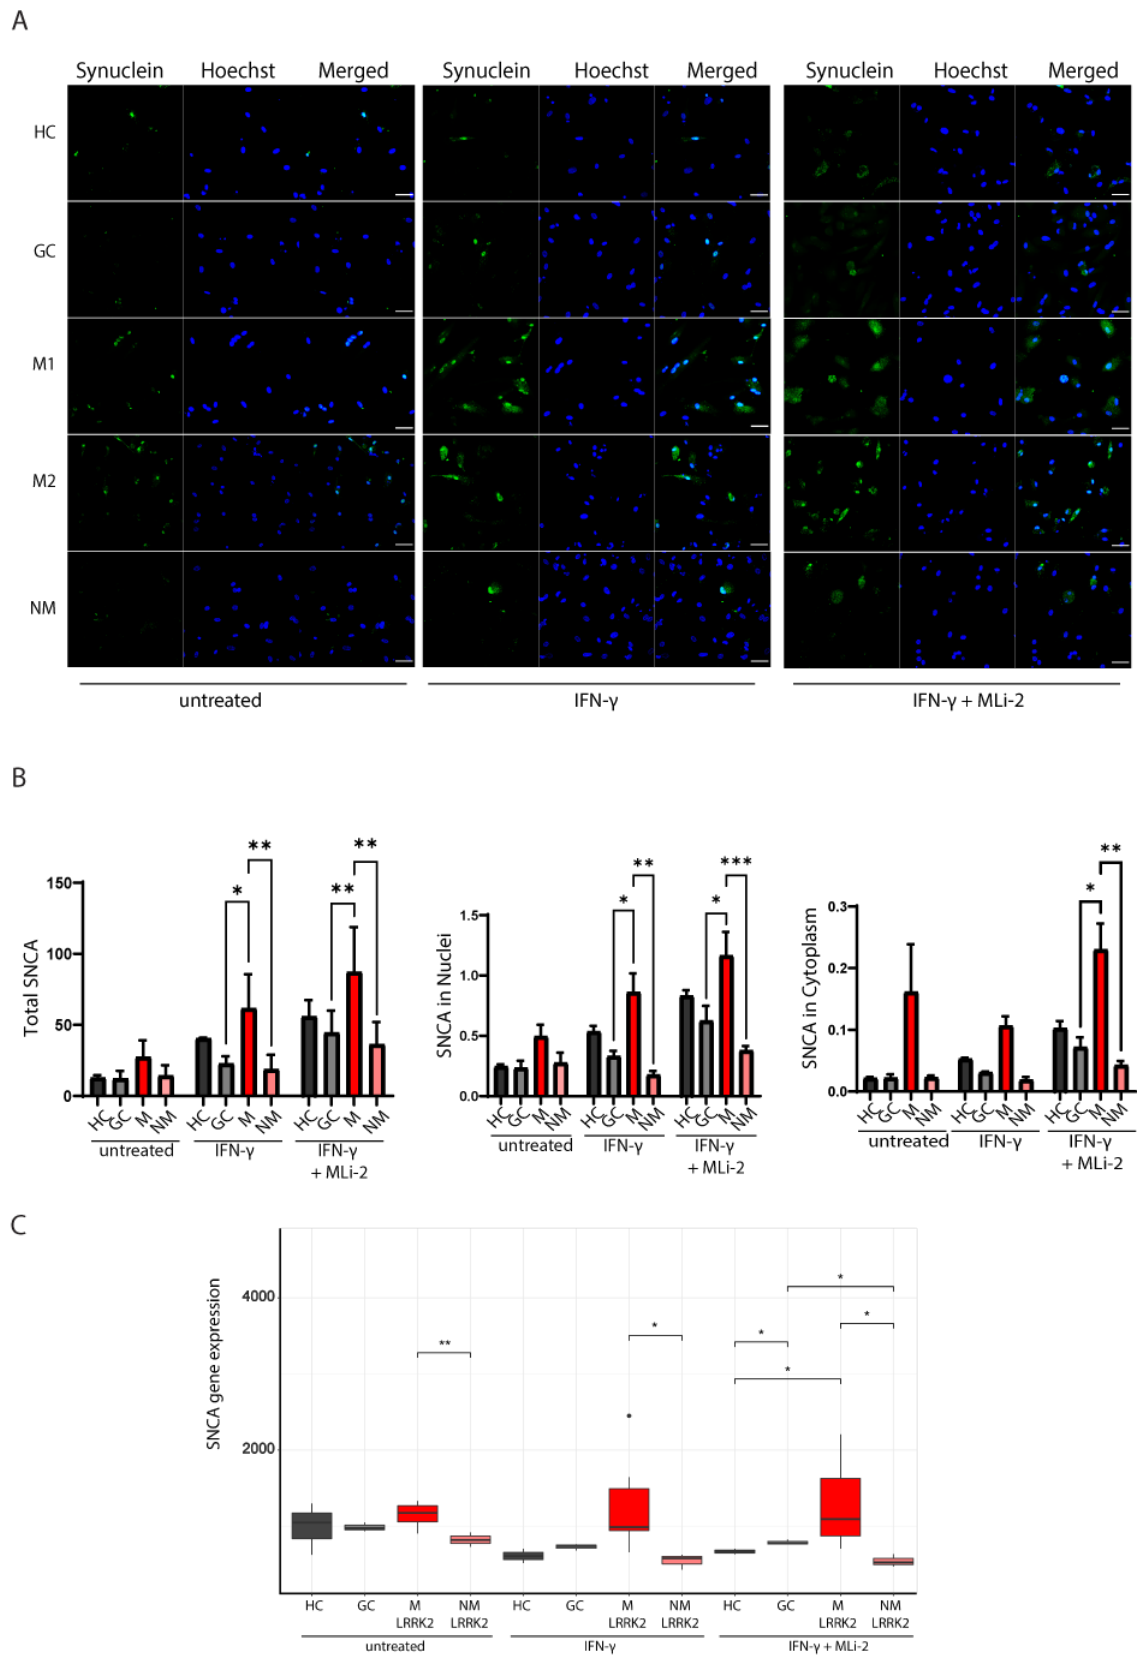 A
Synuclein Hoechst Merged Synuclein Hoechst Merged Synuclein Hoechst Merged
HC
GC
M1
M2
NM
untreated IFN-γ IFN-γ + MLi-2
B
Total SNCA
150
100
50
0
** **
* **
HC GC M NM HC GC M NM HC GC M NM
untreated IFN-γ IFN-γ
+ MLi-2
SNCA in Nuclei
1.5
1.0
0.5
0.0
** ***
* *
HC GC M NM HC GC M NM HC GC M NM
untreated IFN-γ IFN-γ
+ MLi-2
SNCA in Cytoplasm
0.3
0.2
0.1
0.0
**
*
HC GC M NM HC GC M NM HC GC M NM
untreated IFN-γ IFN-γ
+ MLi-2
C
SNCA gene expression
4000
2000
*
** * * *
*
HC GC M NM HC GC M NM HC GC M NM
LRRK2 LRRK2 LRRK2 LRRK2 LRRK2 LRRK2
untreated IFN-γ IFN-γ + MLi-2